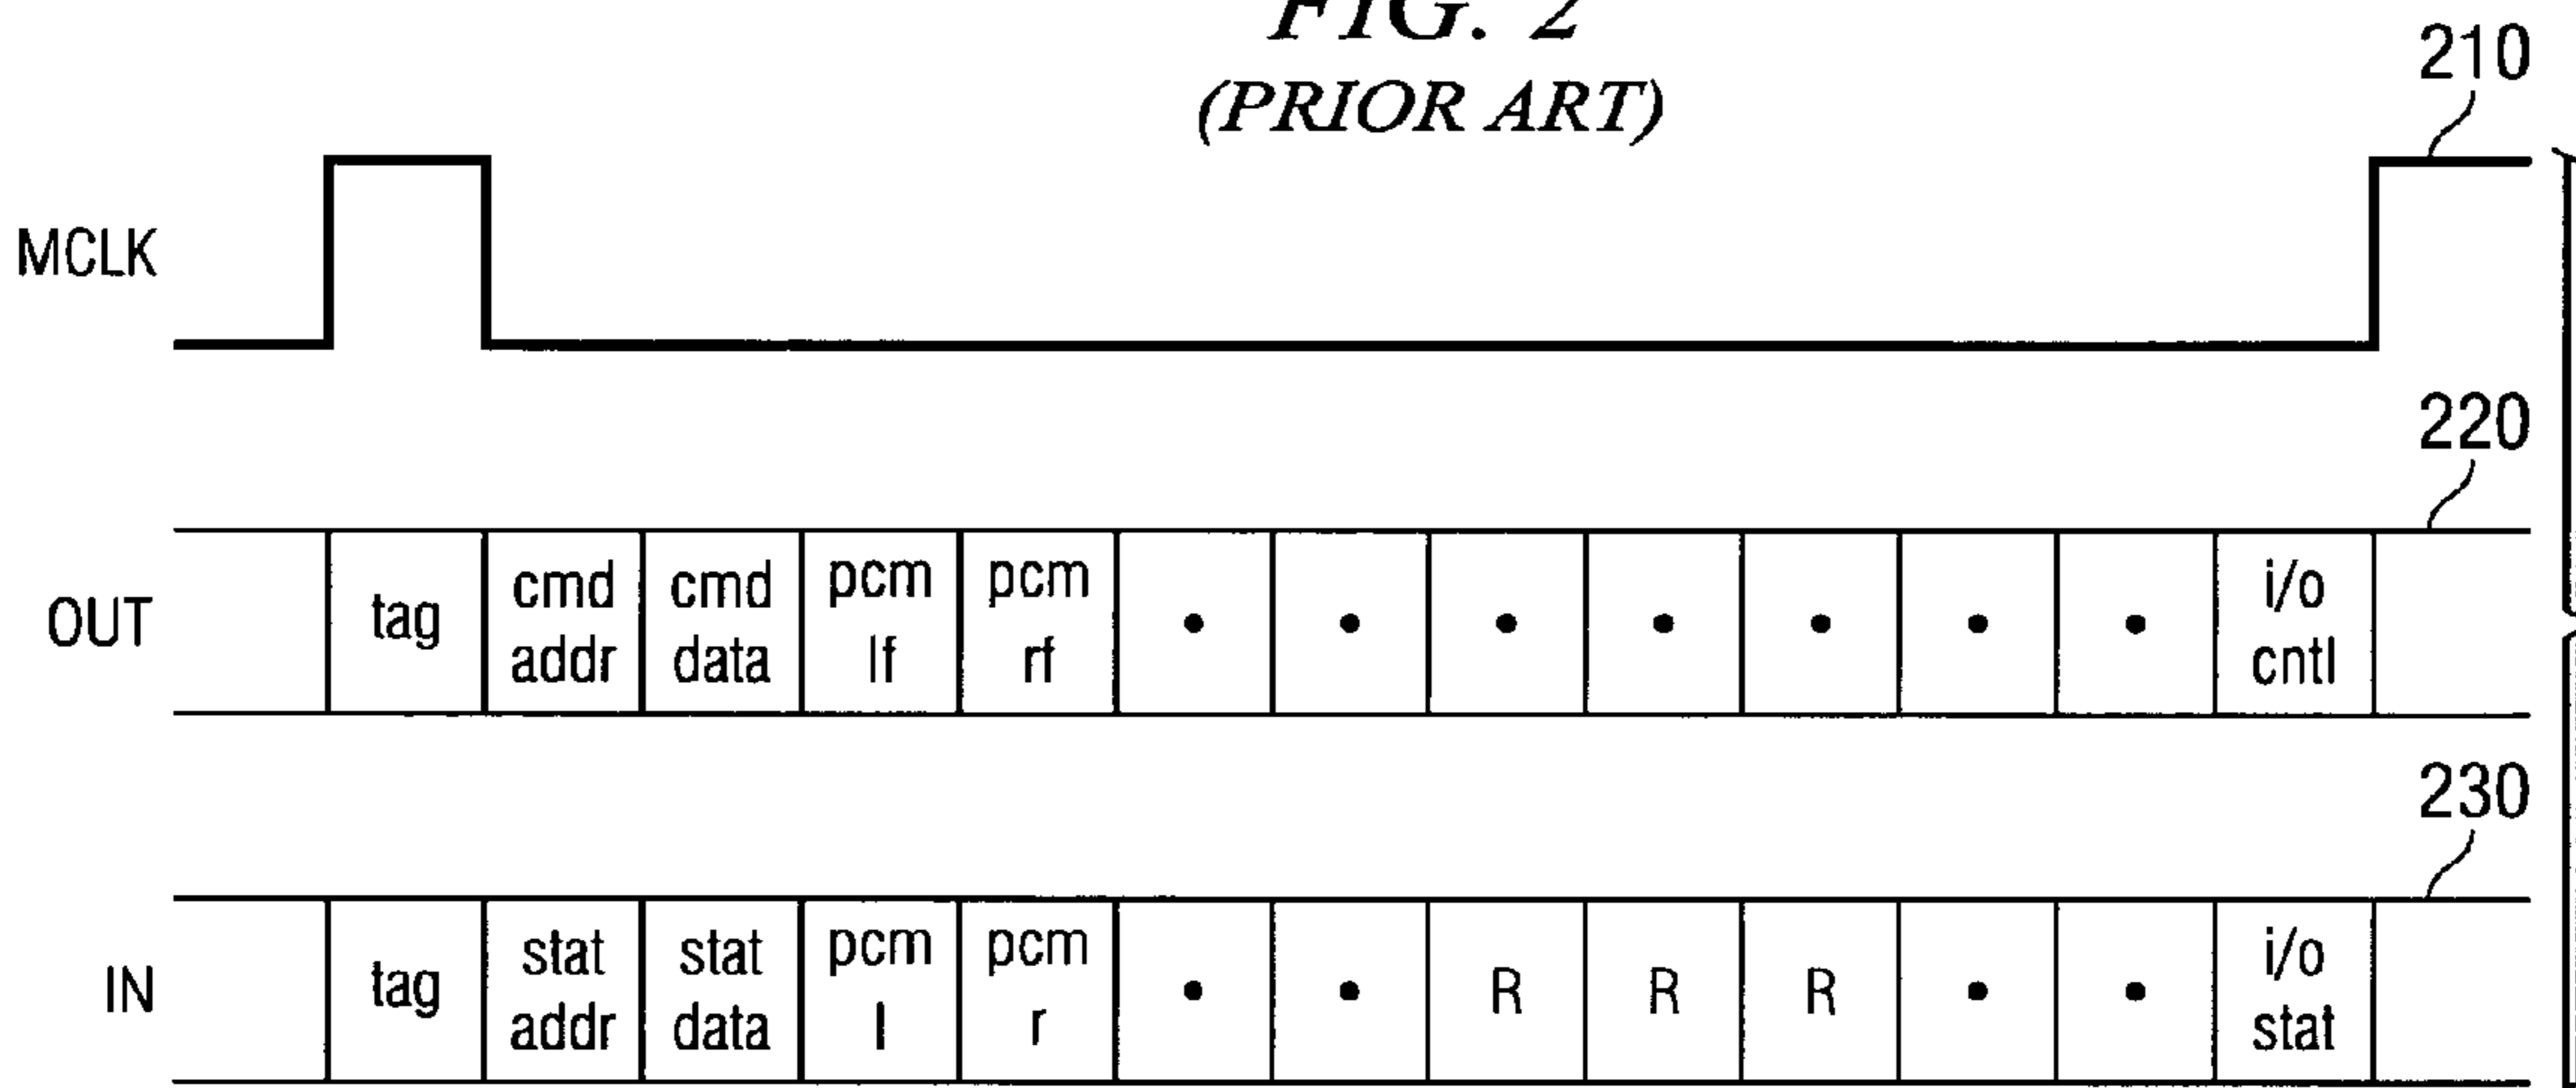 FIG. 2
(PRIOR ART)
210
MCLK
220
OUT tag cmd addr cmd data pcm lf pcm rf • • • • • • • i/o cntl
230
IN tag stat addr stat data pcm l pcm r • • R R R • • i/o stat